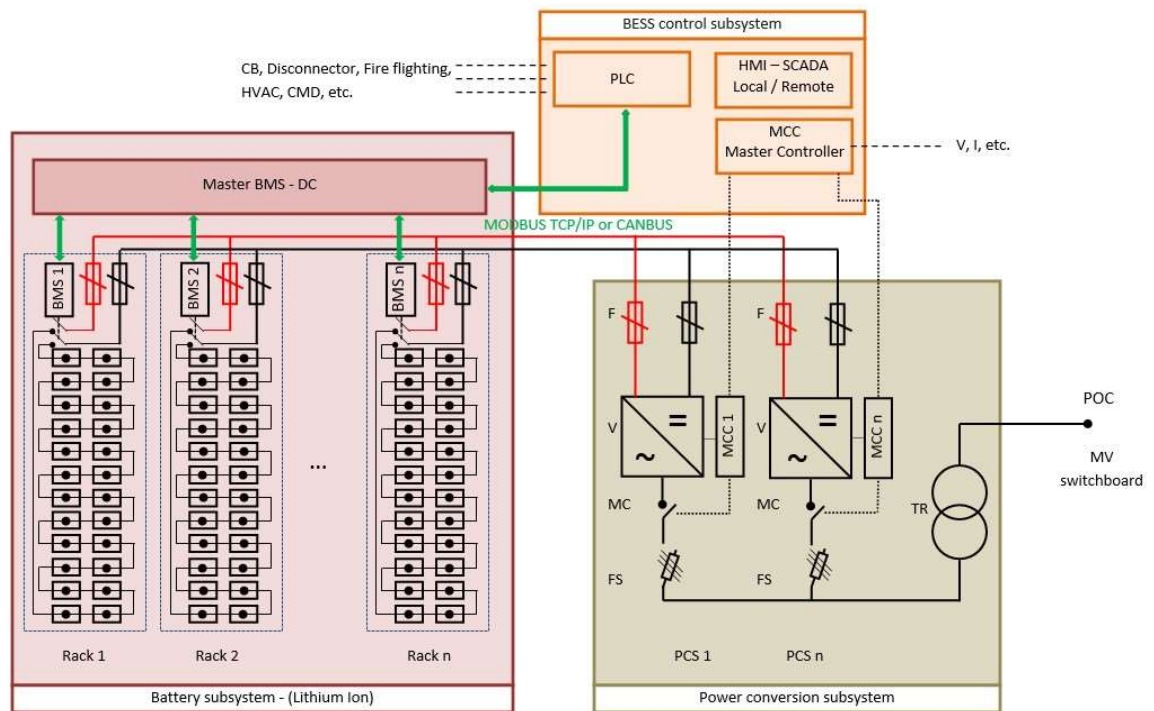 BESS control subsystem
CB, Disconnector, Fire flighting,
HVAC, CMD, etc.
PLC
HMI – SCADA
Local / Remote
MCC
Master Controller
V, I, etc.
Master BMS - DC
MODBUS TCP/IP or CANBUS
BMS 1
BMS 2
BMS n
...
Rack 1
Rack 2
Rack n
Battery subsystem - (Lithium Ion)
F
F
V
=
~
MCC 1
V
=
~
MCC n
MC
MC
FS
FS
TR
POC
MV
switchboard
PCS 1
PCS n
Power conversion subsystem